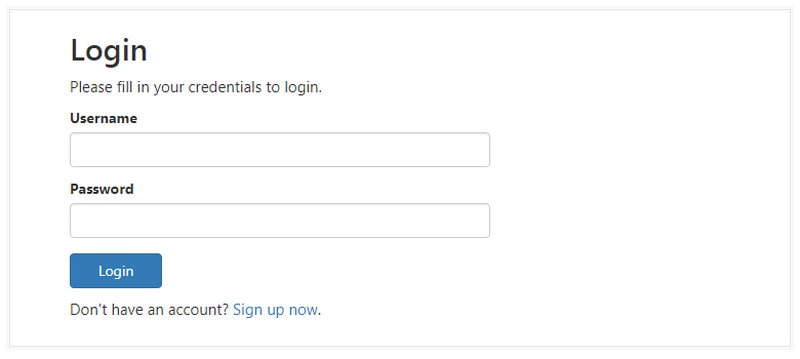 Login
Please fill in your credentials to login.
Username
Password
Login
Don't have an account? Sign up now.